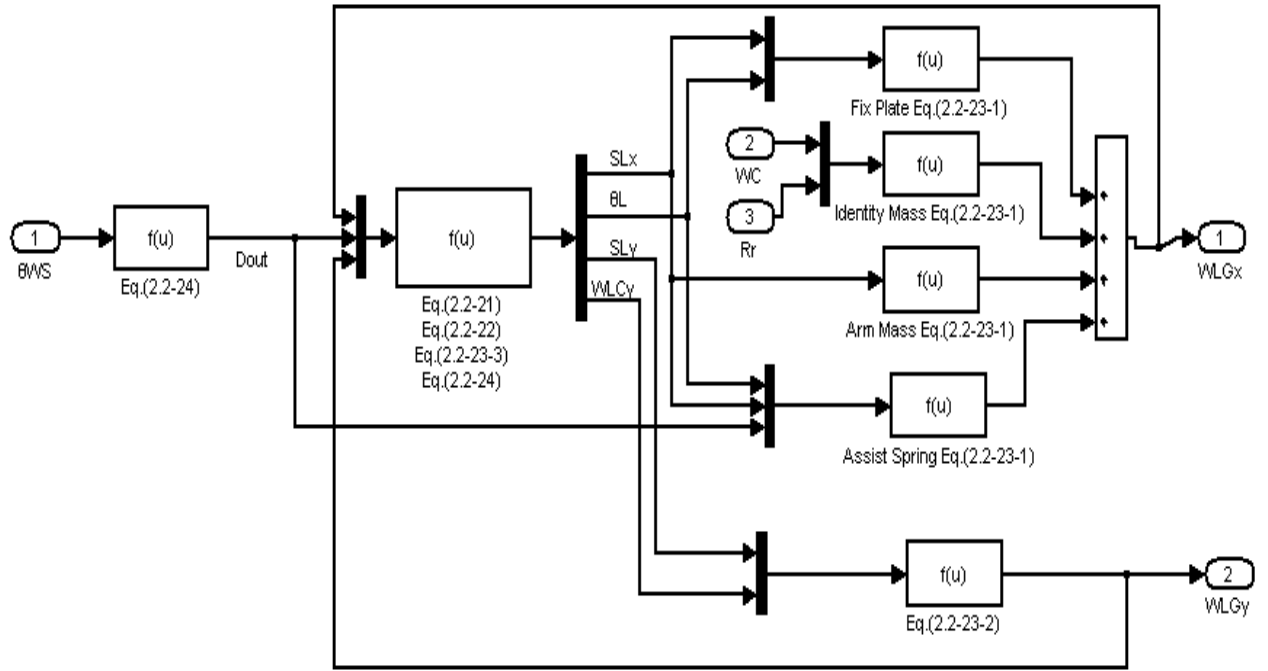 f(u)
Fix Plate Eq.(2.2-23-1)
2
WC
f(u)
3
Rr
Identity Mass Eq.(2.2-23-1)
SLx
θL
SLy
WLCy
1
θWS
f(u)
Eq.(2.2-24)
Dout
f(u)
Eq.(2.2-21)
Eq.(2.2-22)
Eq.(2.2-23-3)
Eq.(2.2-24)
f(u)
Arm Mass Eq.(2.2-23-1)
1
WLGx
f(u)
Assist Spring Eq.(2.2-23-1)
f(u)
Eq.(2.2-23-2)
2
WLGy